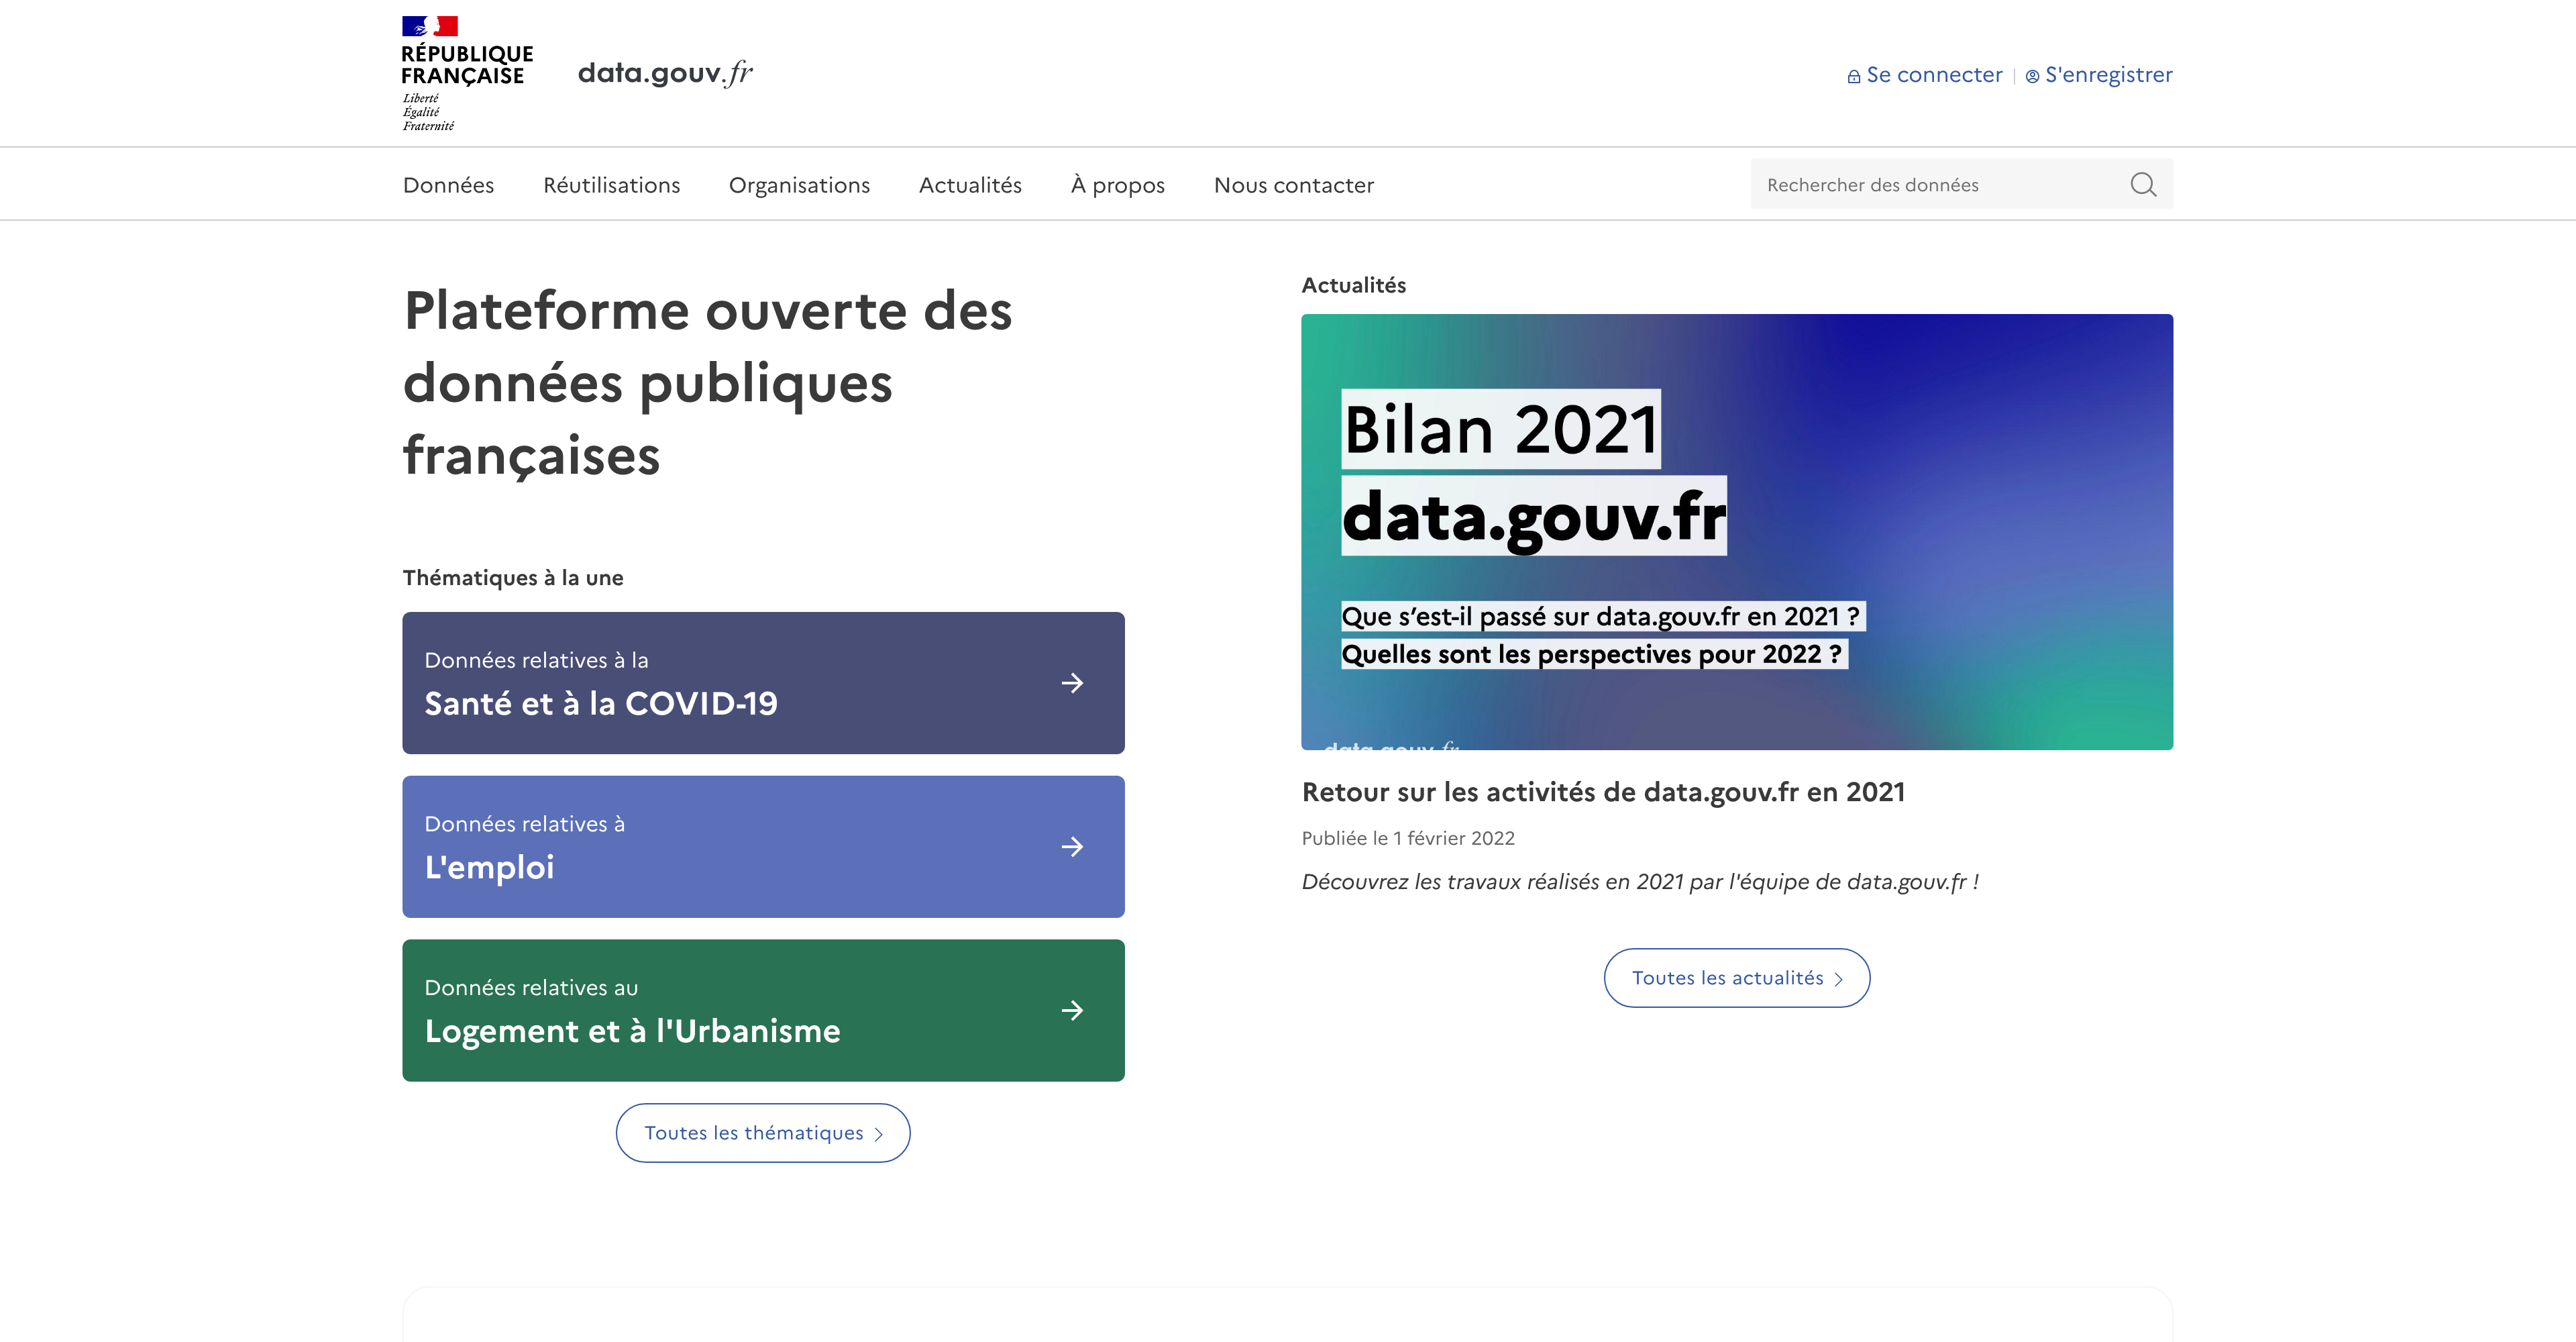 RÉPUBLIQUE
FRANÇAISE
Liberté
Égalité
Fraternité
data.gouv.fr
Se connecter
S'enregistrer
Données
Réutilisations
Organisations
Actualités
À propos
Nous contacter
Rechercher des données
Plateforme ouverte des
données publiques
françaises
Thématiques à la une
Données relatives à la
Santé et à la COVID-19
Données relatives à
L'emploi
Données relatives au
Logement et à l'Urbanisme
Toutes les thématiques
Actualités
Bilan 2021
data.gouv.fr
Que s’est-il passé sur data.gouv.fr en 2021 ?
Quelles sont les perspectives pour 2022 ?
data.gouv.fr
Retour sur les activités de data.gouv.fr en 2021
Publiée le 1 février 2022
Découvrez les travaux réalisés en 2021 par l'équipe de data.gouv.fr !
Toutes les actualités